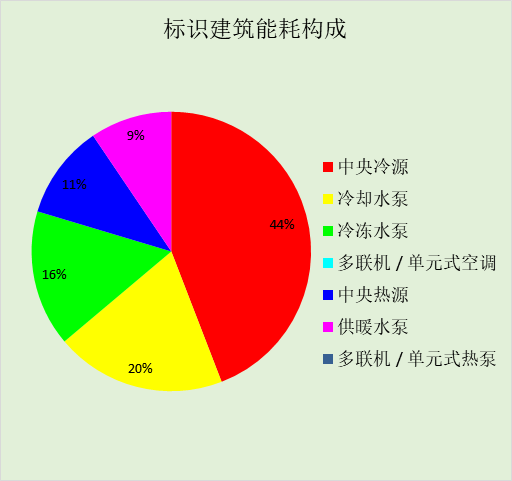 标识建筑能耗构成
9%
11%
44%
16%
20%
中央冷源
冷却水泵
冷冻水泵
多联机 / 单元式空调
中央热源
供暖水泵
多联机 / 单元式热泵